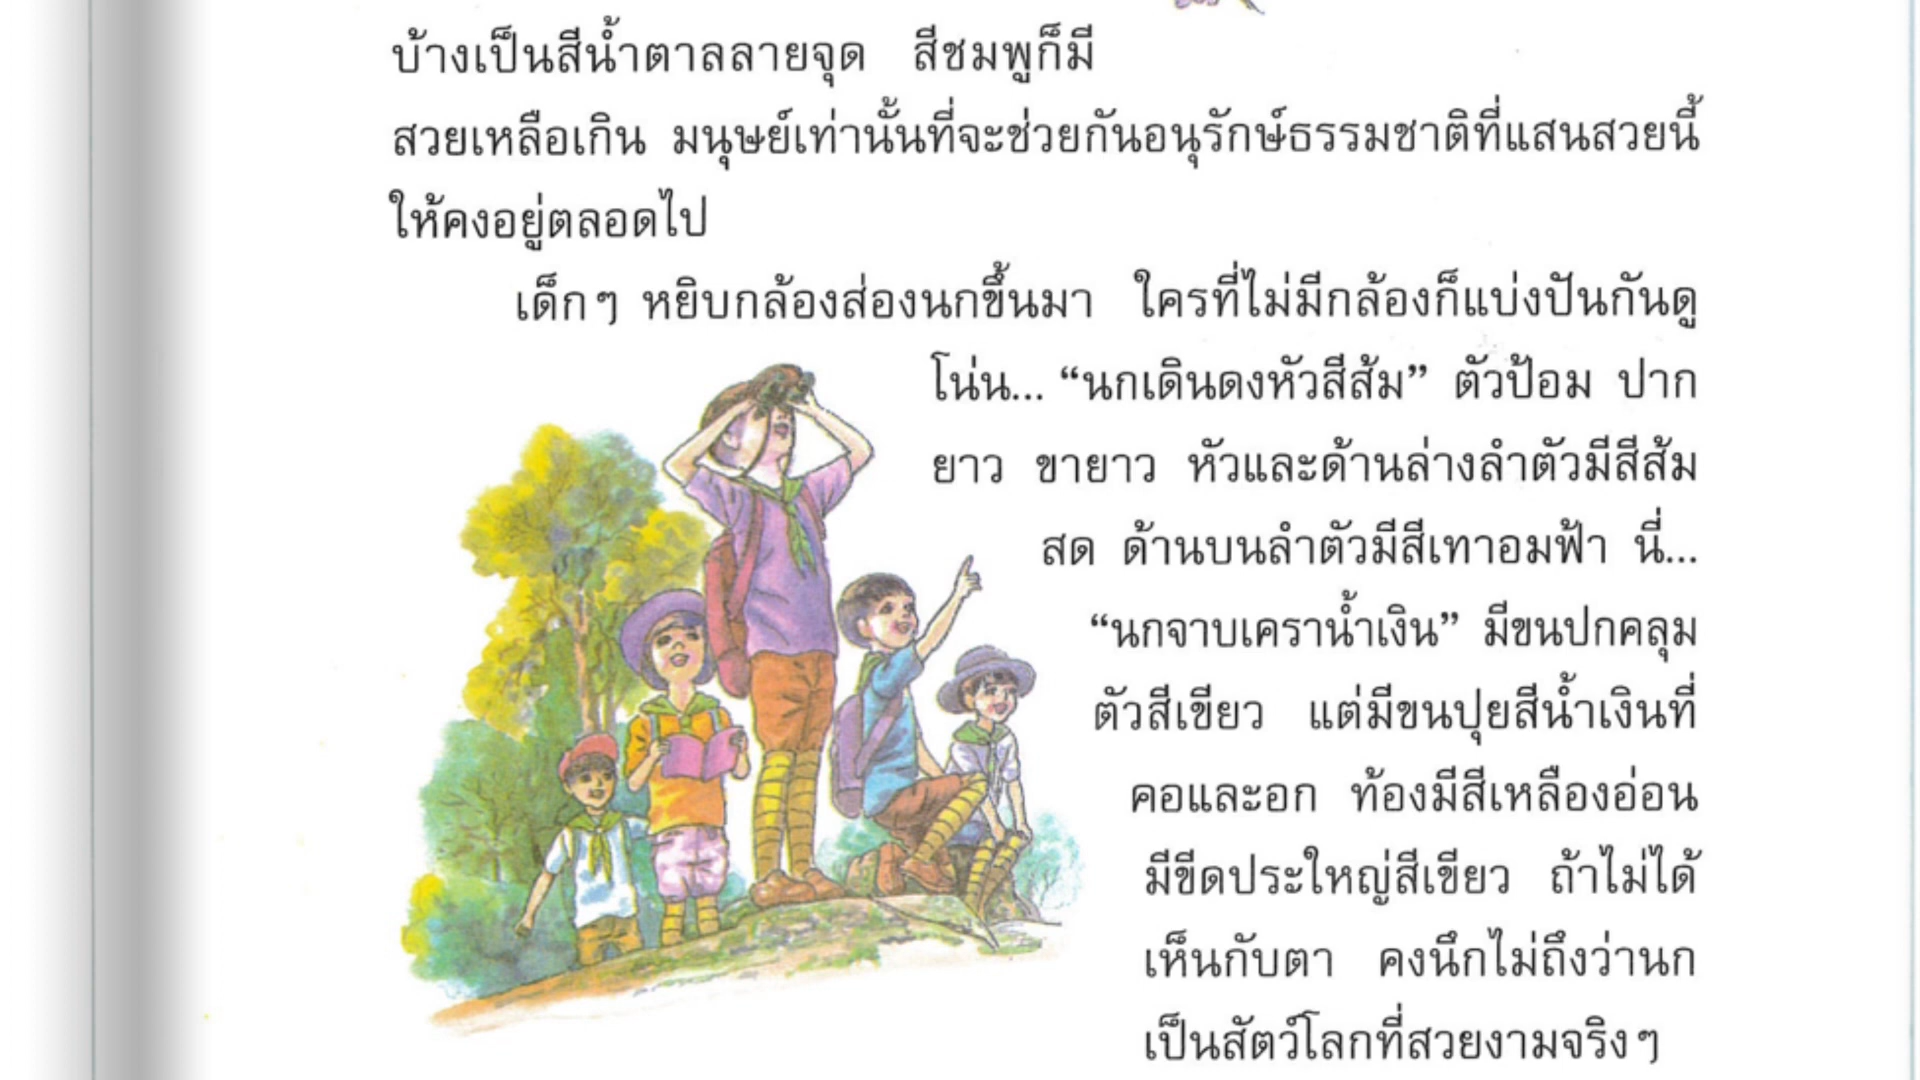 บ้างเป็นสีน้ำตาลลายจุด สีชมพูก็มี
สวยเหลือเกิน มนุษย์เท่านั้นที่จะช่วยกันอนุรักษ์ธรรมชาติที่แสนสวยนี้
ให้คงอยู่ตลอดไป
เด็กๆ หยิบกล้องส่องนกขึ้นมา ใครที่ไม่มีกล้องก็แบ่งปันกันดู
โน่น... “นกเดินดงหัวสีส้ม” ตัวป้อม ปาก
ยาว ขายาว หัวและด้านล่างลำตัวมีสีส้ม
สด ด้านบนลำตัวมีสีเทาอมฟ้า นี่...
“นกจาบเคราน้ำเงิน” มีขนปกคลุม
ตัวสีเขียว แต่มีขนปุยสีน้ำเงินที่
คอและอก ท้องมีสีเหลืองอ่อน
มีขีดประใหญ่สีเขียว ถ้าไม่ได้
เห็นกับตา คงนึกไม่ถึงว่านก
เป็นสัตว์โลกที่สวยงามจริงๆ